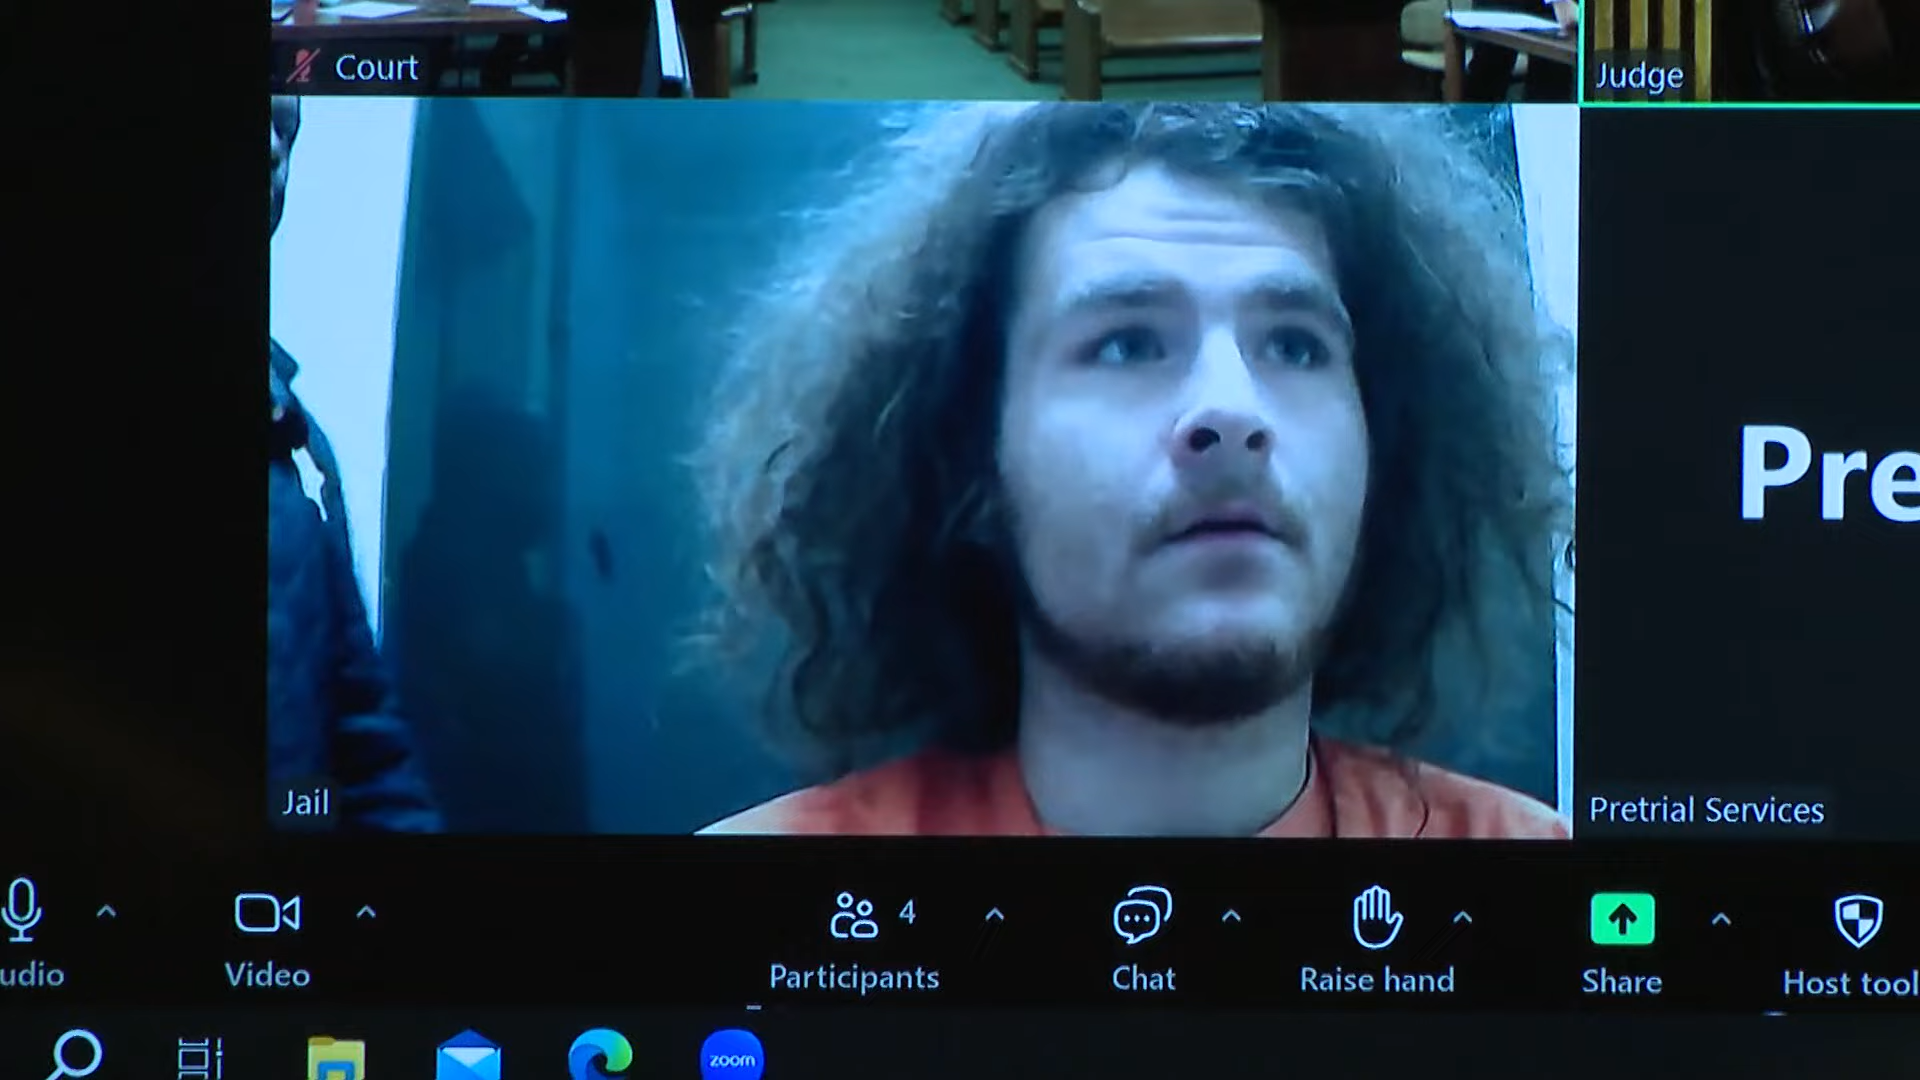 Court
Judge
Pre
Jail
Pretrial Services
4
udio
Video
Participants
Chat
Raise hand
Share
Host tool
zoom